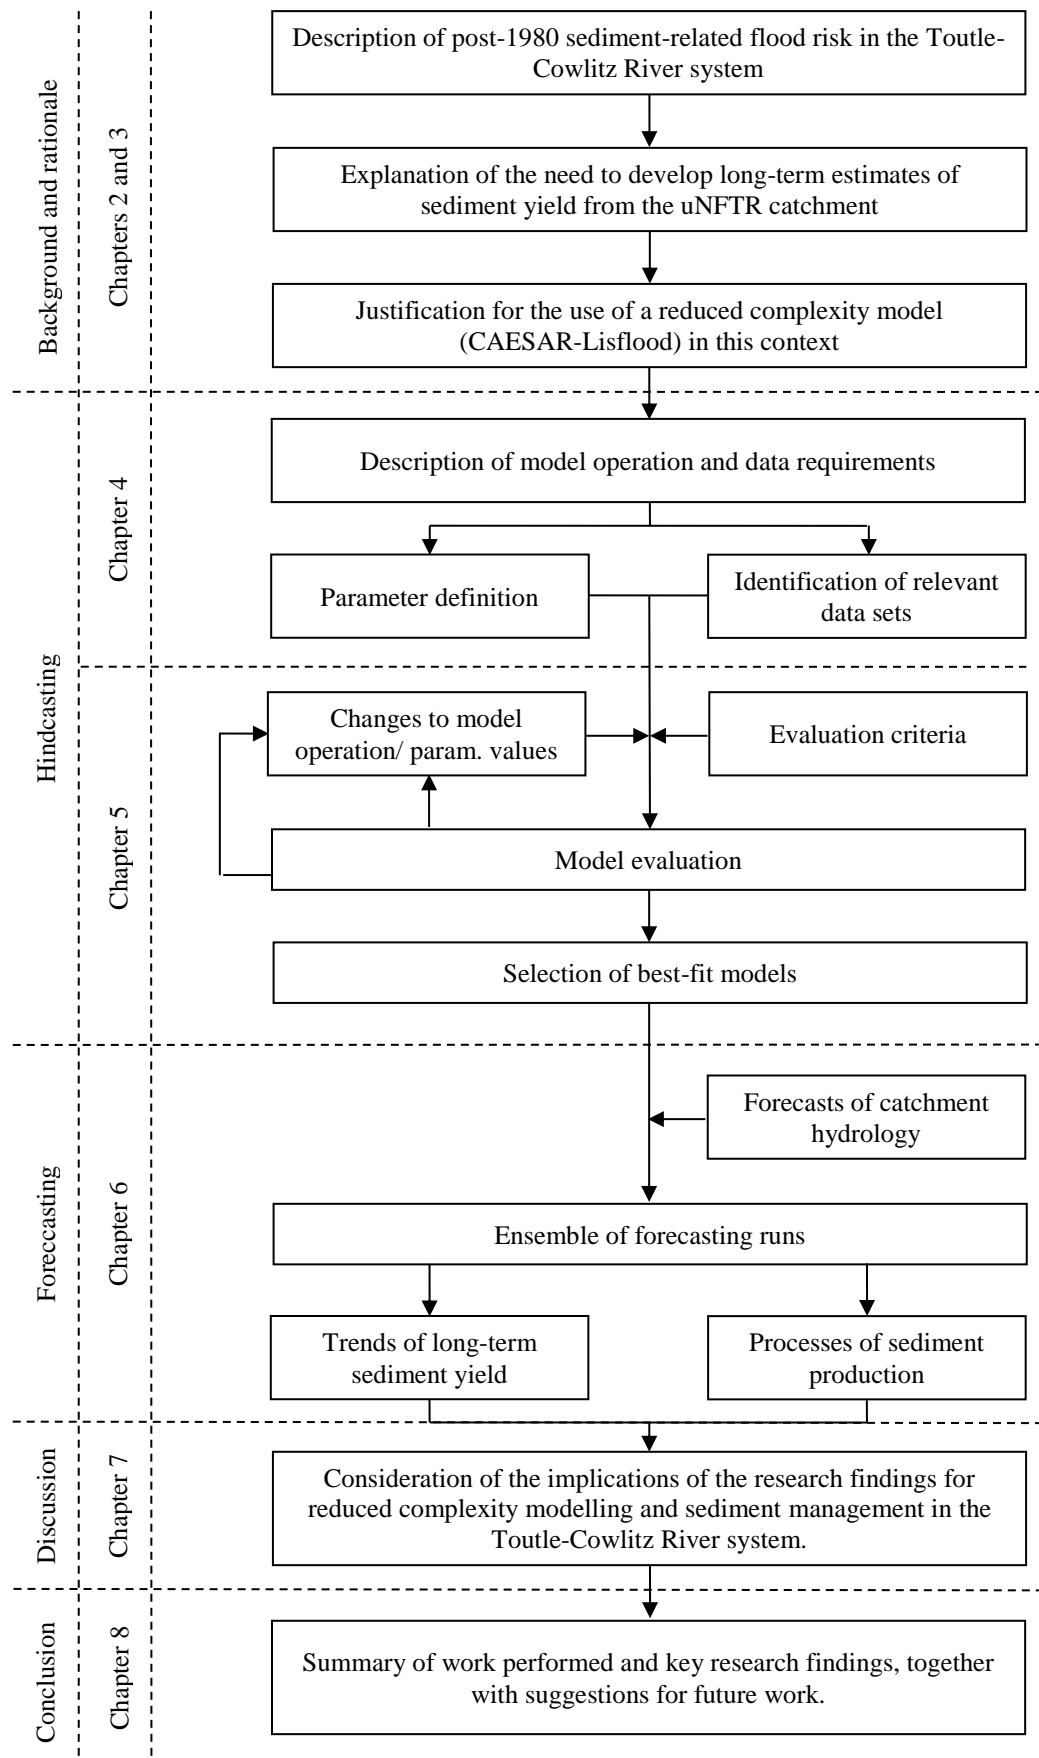 Background and rationale
Chapters 2 and 3
Description of post-1980 sediment-related flood risk in the Toutle-
Cowlitz River system
Explanation of the need to develop long-term estimates of
sediment yield from the uNFTR catchment
Justification for the use of a reduced complexity model
(CAESAR-Lisflood) in this context
Hindcasting
Chapter 4
Description of model operation and data requirements
Parameter definition
Identification of relevant
data sets
Chapter 5
Changes to model
operation/ param. values
Evaluation criteria
Model evaluation
Selection of best-fit models
Foreccasting
Chapter 6
Forecasts of catchment
hydrology
Ensemble of forecasting runs
Trends of long-term
sediment yield
Processes of sediment
production
Discussion
Chapter 7
Consideration of the implications of the research findings for
reduced complexity modelling and sediment management in the
Toutle-Cowlitz River system.
Conclusion
Chapter 8
Summary of work performed and key research findings, together
with suggestions for future work.